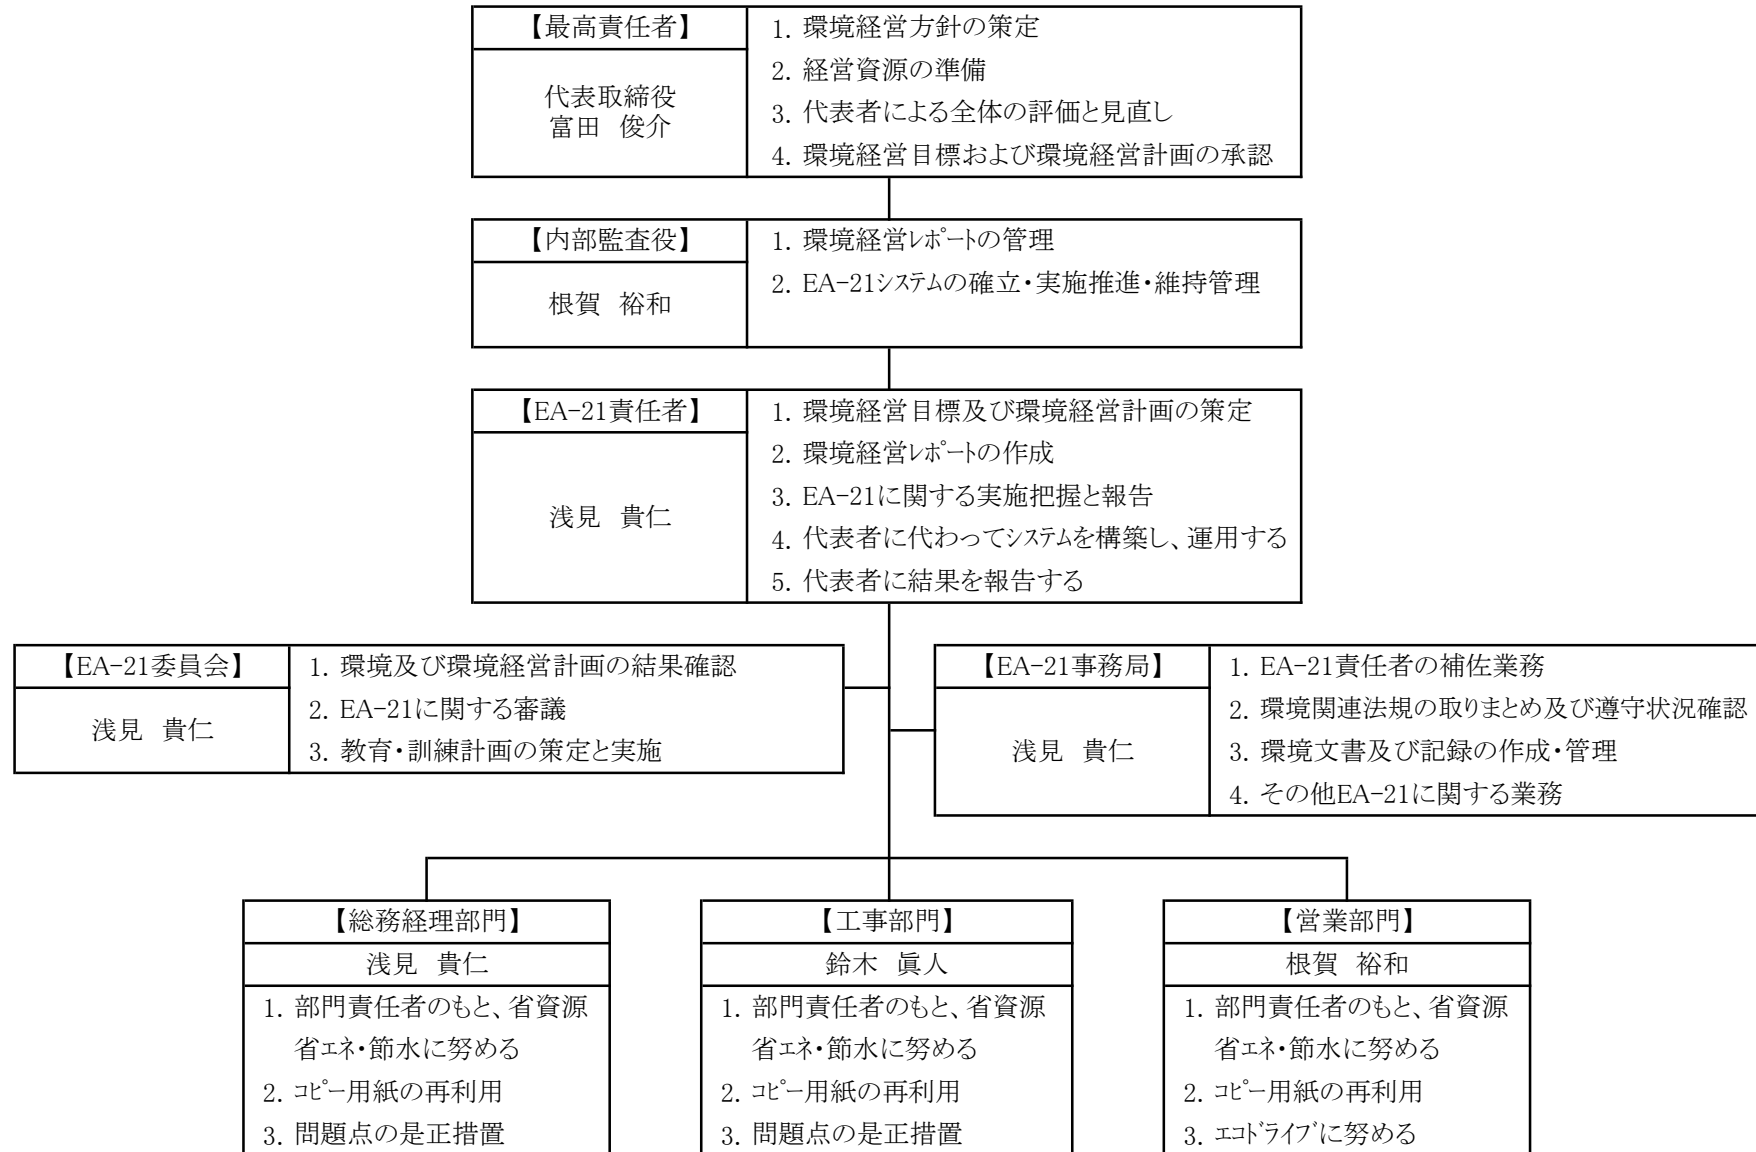 【最高責任者】
代表取締役
富田 俊介
1. 環境経営方針の策定
2. 経営資源の準備
3. 代表者による全体の評価と見直し
4. 環境経営目標および環境経営計画の承認
【内部監査役】
根賀 裕和
1. 環境経営ﾚﾎﾟｰﾄの管理
2. EA-21ｼｽﾃﾑの確立・実施推進・維持管理
【EA-21責任者】
浅見 貴仁
1. 環境経営目標及び環境経営計画の策定
2. 環境経営ﾚﾎﾟｰﾄの作成
3. EA-21に関する実施把握と報告
4. 代表者に代わってｼｽﾃﾑを構築し、運用する
5. 代表者に結果を報告する
【EA-21委員会】
浅見 貴仁
1. 環境及び環境経営計画の結果確認
2. EA-21に関する審議
3. 教育・訓練計画の策定と実施
【EA-21事務局】
浅見 貴仁
1. EA-21責任者の補佐業務
2. 環境関連法規の取りまとめ及び遵守状況確認
3. 環境文書及び記録の作成・管理
4. その他EA-21に関する業務
【総務経理部門】
浅見 貴仁
1. 部門責任者のもと、省資源
省ｴﾈ・節水に努める
2. ｺﾋﾟｰ用紙の再利用
3. 問題点の是正措置
【工事部門】
鈴木 眞人
1. 部門責任者のもと、省資源
省ｴﾈ・節水に努める
2. ｺﾋﾟｰ用紙の再利用
3. 問題点の是正措置
【営業部門】
根賀 裕和
1. 部門責任者のもと、省資源
省ｴﾈ・節水に努める
2. ｺﾋﾟｰ用紙の再利用
3. ｴｺﾄﾞﾗｲﾌﾞに努める